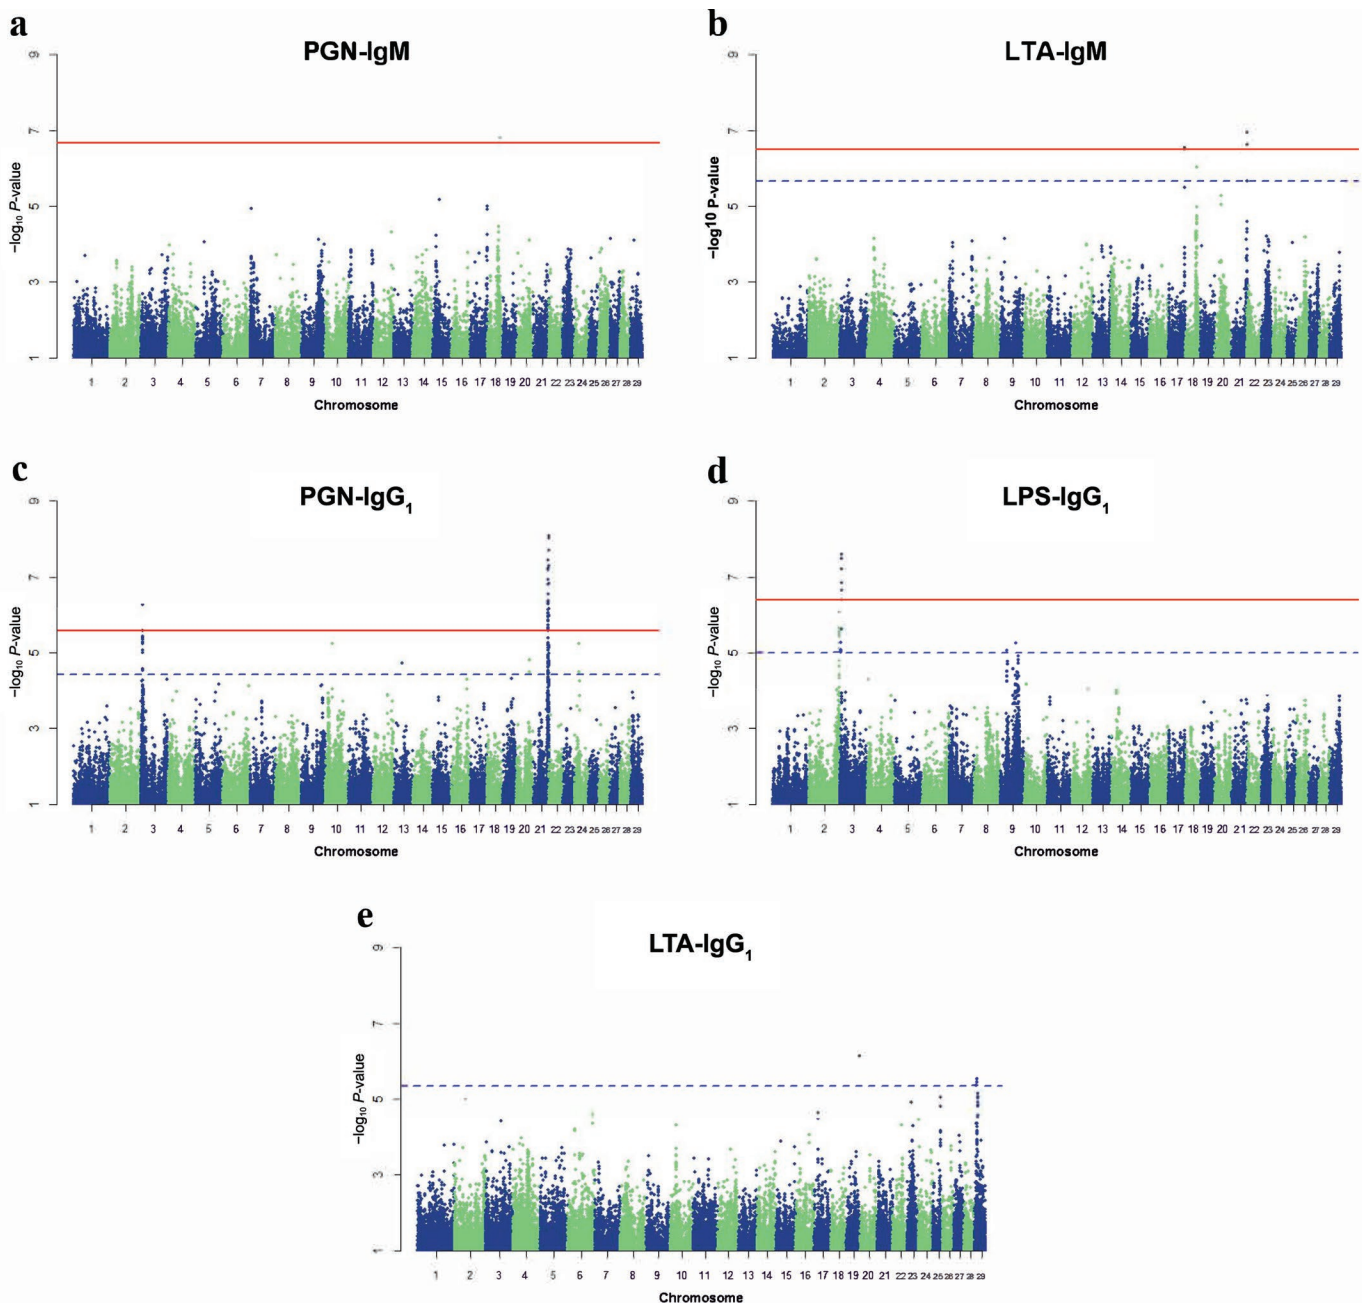 a
PGN-IgM
9
7
5
3
1
−log₁₀ P-value
1 2 3 4 5 6 7 8 9 10 11 12 13 14 15 16 17 18 19 20 21 22 23 24 25 26 27 28 29
Chromosome
b
LTA-IgM
9
7
5
3
1
−log10 P-value
1 2 3 4 5 6 7 8 9 10 11 12 13 14 15 16 17 18 19 20 21 22 23 24 25 26 27 28 29
Chromosome
c
PGN-IgG₁
9
7
5
3
1
−log₁₀ P-value
1 2 3 4 5 6 7 8 9 10 11 12 13 14 15 16 17 18 19 20 21 22 23 24 25 26 27 28 29
Chromosome
d
LPS-IgG₁
9
7
5
3
1
−log₁₀ P-value
1 2 3 4 5 6 7 8 9 10 11 12 13 14 15 16 17 18 19 20 21 22 23 24 25 26 27 28 29
Chromosome
e
LTA-IgG₁
9
7
5
3
1
−log₁₀ P-value
1 2 3 4 5 6 7 8 9 10 11 12 13 14 15 16 17 18 19 20 21 22 23 24 25 26 27 28 29
Chromosome